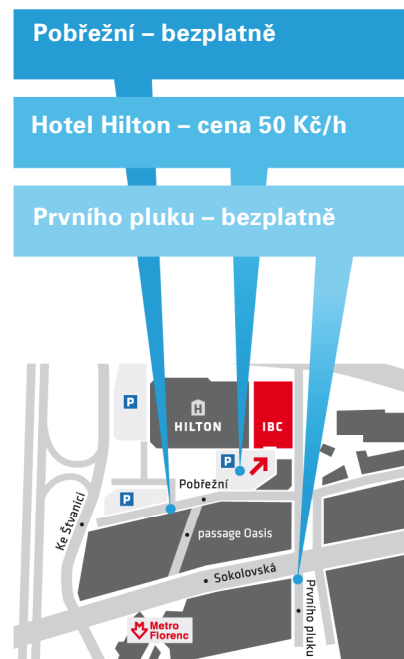 Pobřežní – bezplatně
Hotel Hilton – cena 50 Kč/h
Prvního pluku – bezplatně
P
H
HILTON
IBC
P
P
Pobřežní
Ke Štvanici
passage Oasis
Sokolovská
Prvního pluku
Metro
Florenc